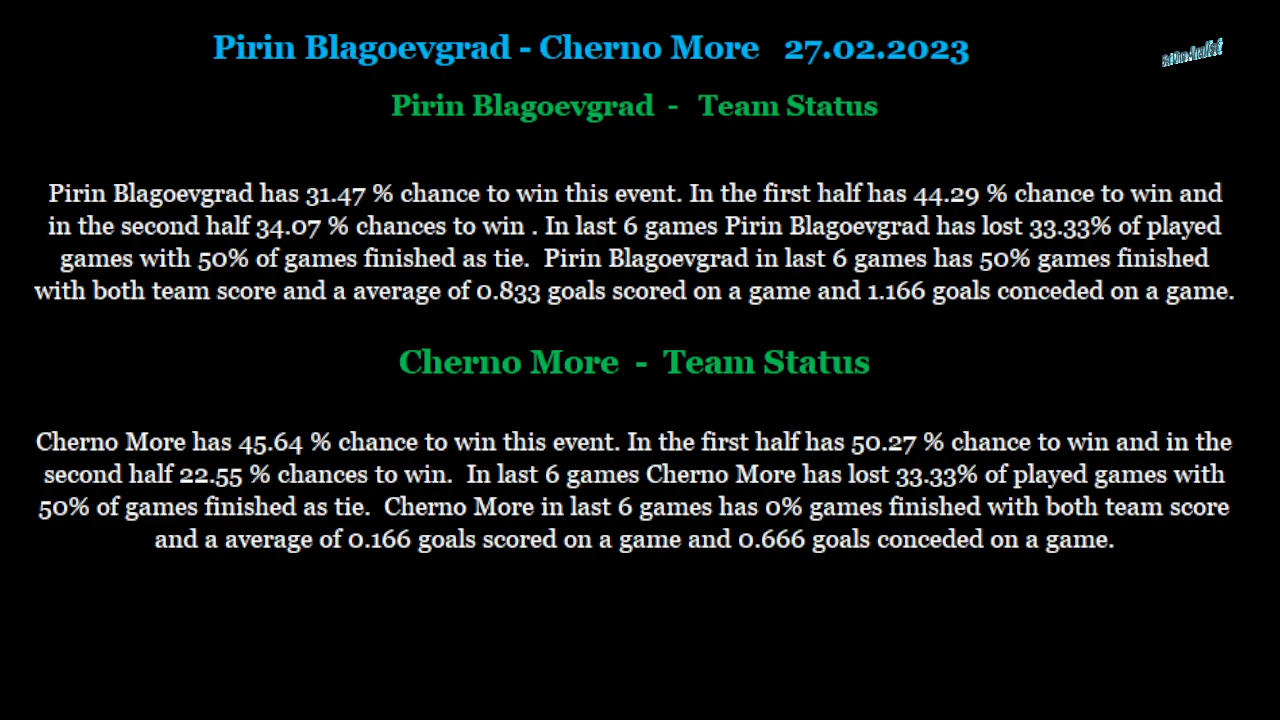 Pirin Blagoevgrad - Cherno More 27.02.2023
Pirin Blagoevgrad - Team Status
Pirin Blagoevgrad has 31.47 % chance to win this event. In the first half has 44.29 % chance to win and
in the second half 34.07 % chances to win . In last 6 games Pirin Blagoevgrad has lost 33.33% of played
games with 50% of games finished as tie. Pirin Blagoevgrad in last 6 games has 50% games finished
with both team score and a average of 0.833 goals scored on a game and 1.166 goals conceded on a game.
Cherno More - Team Status
Cherno More has 45.64 % chance to win this event. In the first half has 50.27 % chance to win and in the
second half 22.55 % chances to win. In last 6 games Cherno More has lost 33.33% of played games with
50% of games finished as tie. Cherno More in last 6 games has 0% games finished with both team score
and a average of 0.166 goals scored on a game and 0.666 goals conceded on a game.